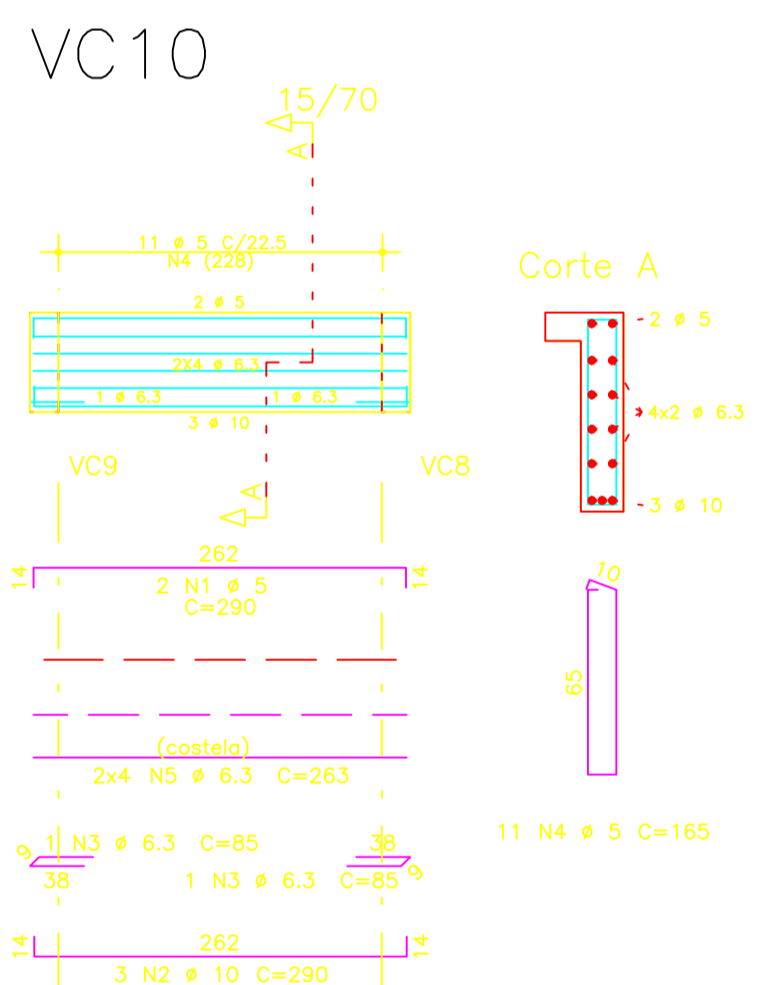 VC10
15/70
A
11 ø 5 C/22.5
N4 (228)
Corte A
2 ø 5
2 ø 5
2X4 ø 6.3
1 ø 6.3
1 ø 6.3
4x2 ø 6.3
3 ø 10
VC9
VC8
A
3 ø 10
262
14
14
2 N1 ø 5
C=290
10
65
(costela)
2x4 N5 ø 6.3 C=263
11 N4 ø 5 C=165
1 N3 ø 6.3 C=85
38
9
38
1 N3 ø 6.3 C=85
9
262
14
14
3 N2 ø 10 C=290